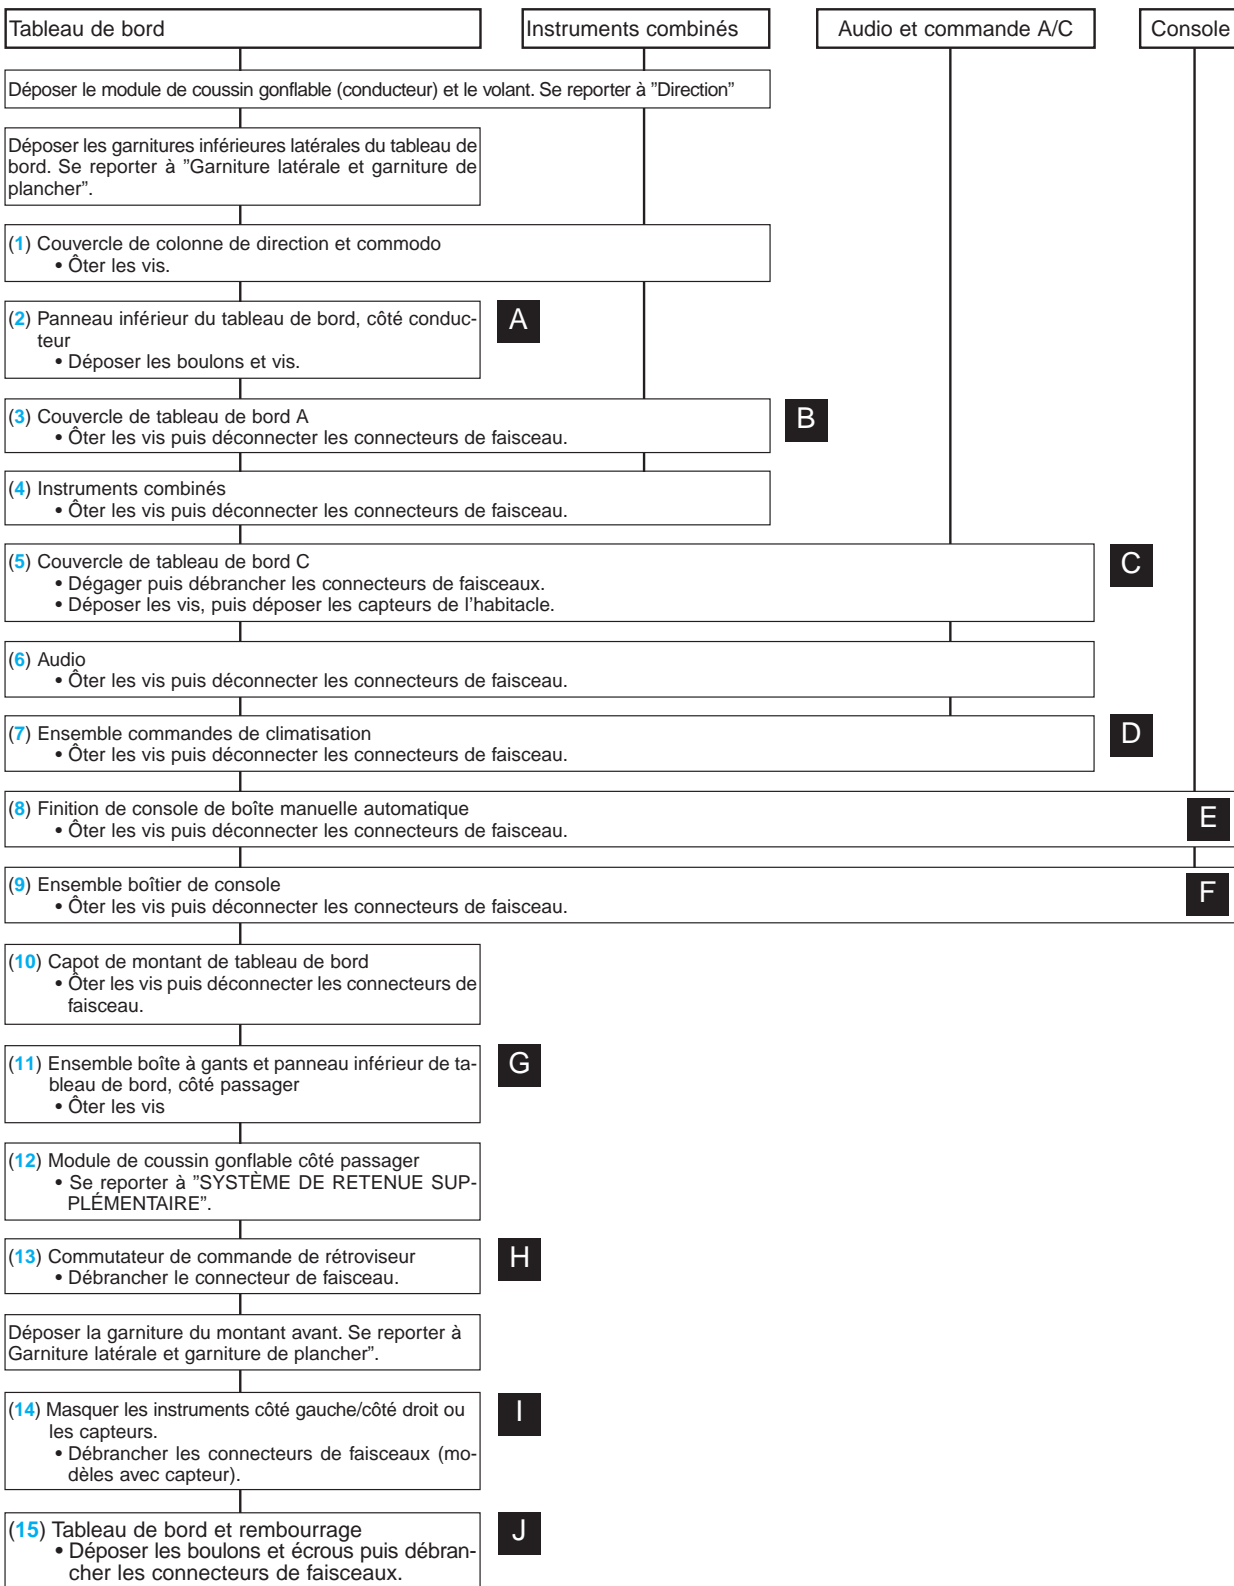 Tableau de bord
Instruments combinés
Audio et commande A/C
Console
Déposer le module de coussin gonflable (conducteur) et le volant. Se reporter à ”Direction”
Déposer les garnitures inférieures latérales du tableau de
bord. Se reporter à ”Garniture latérale et garniture de
plancher”.
(1) Couvercle de colonne de direction et commodo
• Ôter les vis.
(2) Panneau inférieur du tableau de bord, côté conduc-
teur
• Déposer les boulons et vis.
A
(3) Couvercle de tableau de bord A
• Ôter les vis puis déconnecter les connecteurs de faisceau.
B
(4) Instruments combinés
• Ôter les vis puis déconnecter les connecteurs de faisceau.
(5) Couvercle de tableau de bord C
• Dégager puis débrancher les connecteurs de faisceaux.
• Déposer les vis, puis déposer les capteurs de l’habitacle.
C
(6) Audio
• Ôter les vis puis déconnecter les connecteurs de faisceau.
(7) Ensemble commandes de climatisation
• Ôter les vis puis déconnecter les connecteurs de faisceau.
D
(8) Finition de console de boîte manuelle automatique
• Ôter les vis puis déconnecter les connecteurs de faisceau.
E
(9) Ensemble boîtier de console
• Ôter les vis puis déconnecter les connecteurs de faisceau.
F
(10) Capot de montant de tableau de bord
• Ôter les vis puis déconnecter les connecteurs de
faisceau.
(11) Ensemble boîte à gants et panneau inférieur de ta-
bleau de bord, côté passager
• Ôter les vis
G
(12) Module de coussin gonflable côté passager
• Se reporter à ”SYSTÈME DE RETENUE SUP-
PLÉMENTAIRE”.
(13) Commutateur de commande de rétroviseur
• Débrancher le connecteur de faisceau.
H
Déposer la garniture du montant avant. Se reporter à
Garniture latérale et garniture de plancher”.
(14) Masquer les instruments côté gauche/côté droit ou
les capteurs.
• Débrancher les connecteurs de faisceaux (mo-
dèles avec capteur).
I
(15) Tableau de bord et rembourrage
• Déposer les boulons et écrous puis débran-
cher les connecteurs de faisceaux.
J